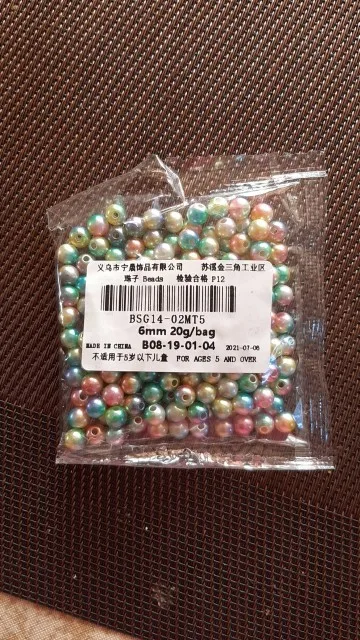 义乌市宁晨饰品有限公司 苏溪金三角工业区
珠子 Beads 检验合格 P12
BSG14-02MT5
6mm 20g/bag
MADE IN CHINA B08-19-01-04 2021-07-06
不适用于5岁以下儿童 FOR AGES 5 AND OVER